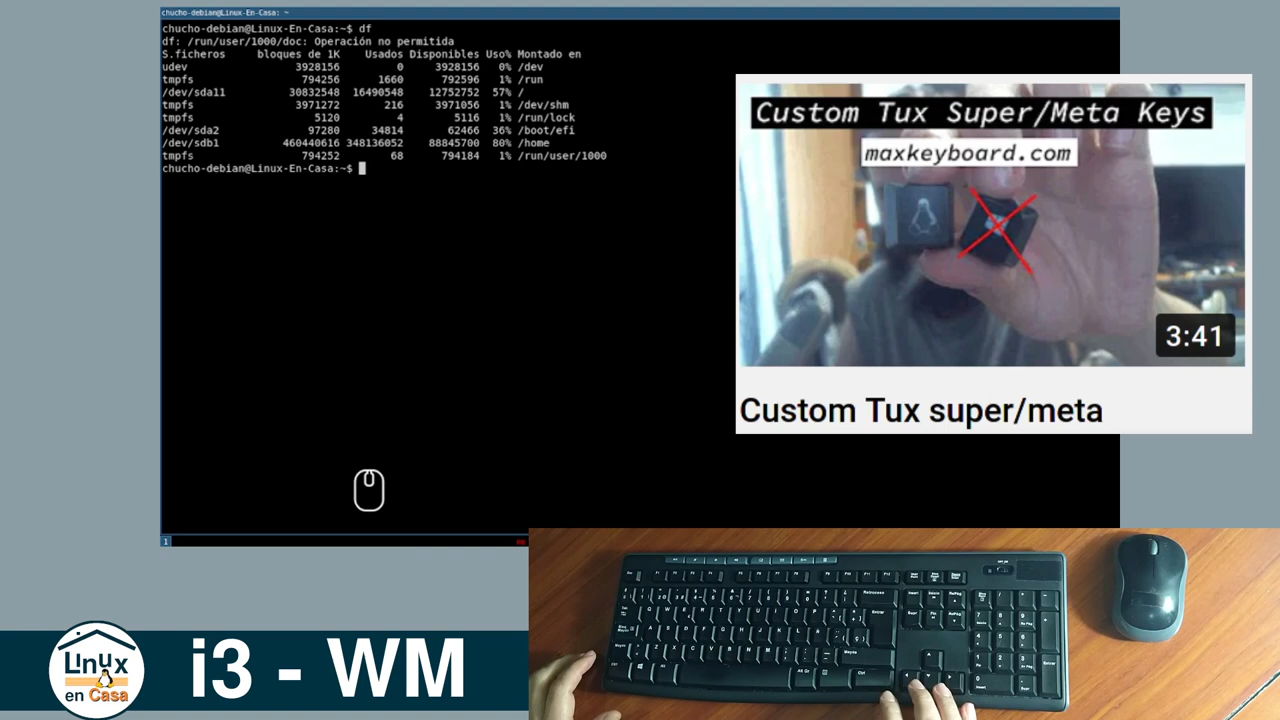 chucho-debian@Linux-En-Casa: ~
chucho-debian@Linux-En-Casa:~$ df
df: /run/user/1000/doc: Operación no permitida
S.ficheros bloques de 1K Usados Disponibles Uso% Montado en
udev 3928156 0 3928156 0% /dev
tmpfs 794256 1660 792596 1% /run
/dev/sda11 30832548 16490548 12752752 57% /
tmpfs 3971272 216 3971056 1% /dev/shm
tmpfs 5120 4 5116 1% /run/lock
/dev/sda2 97280 34814 62466 36% /boot/efi
/dev/sdb1 460440616 348136052 88845700 80% /home
tmpfs 794252 68 794184 1% /run/user/1000
chucho-debian@Linux-En-Casa:~$
Custom Tux Super/Meta Keys
maxkeyboard.com
3:41
Custom Tux super/meta
1
Linux
en Casa
i3 - WM